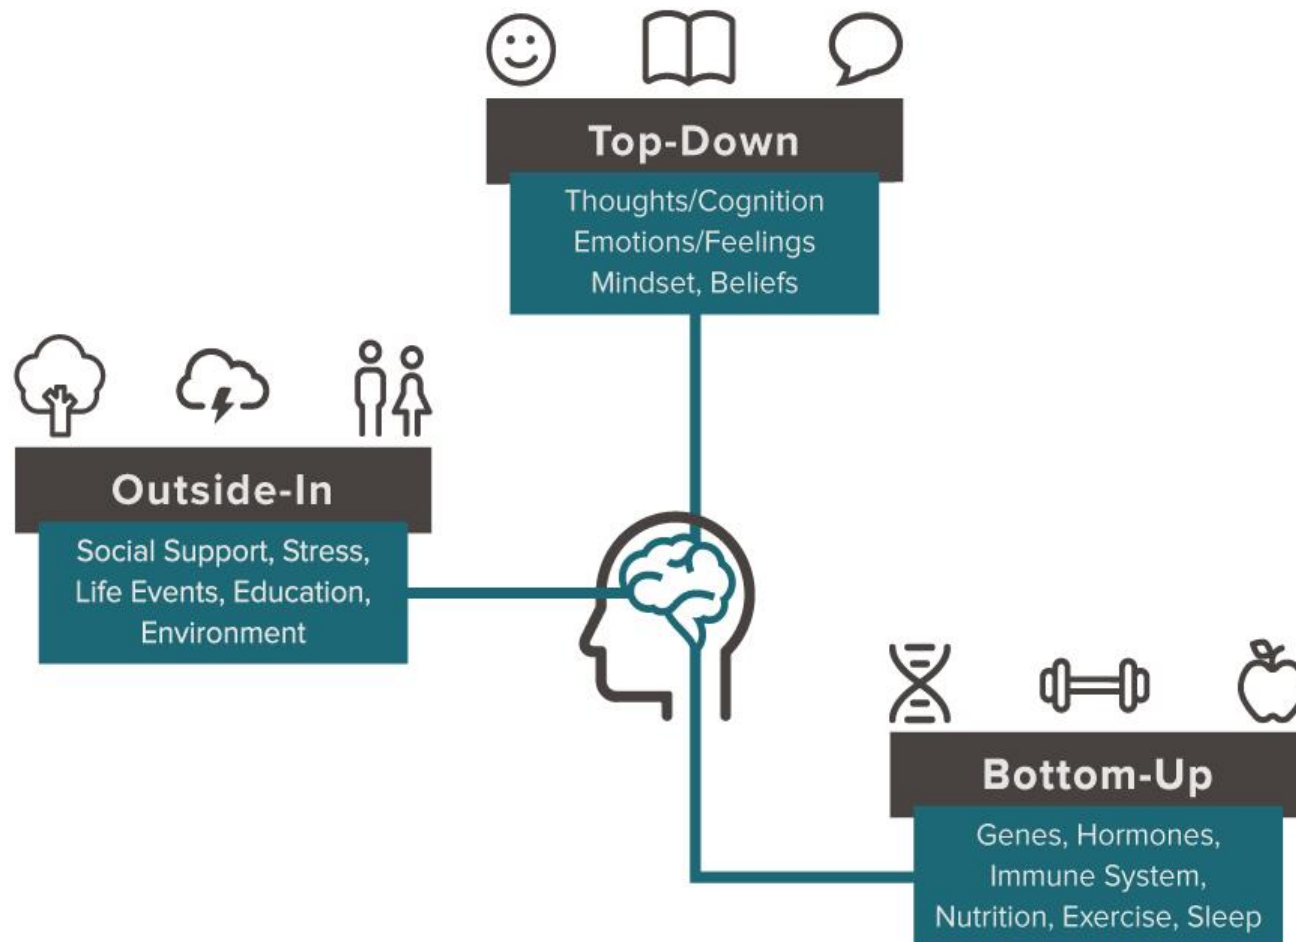 Top-Down
Thoughts/Cognition
Emotions/Feelings
Mindset, Beliefs
Outside-In
Social Support, Stress,
Life Events, Education,
Environment
Bottom-Up
Genes, Hormones,
Immune System,
Nutrition, Exercise, Sleep